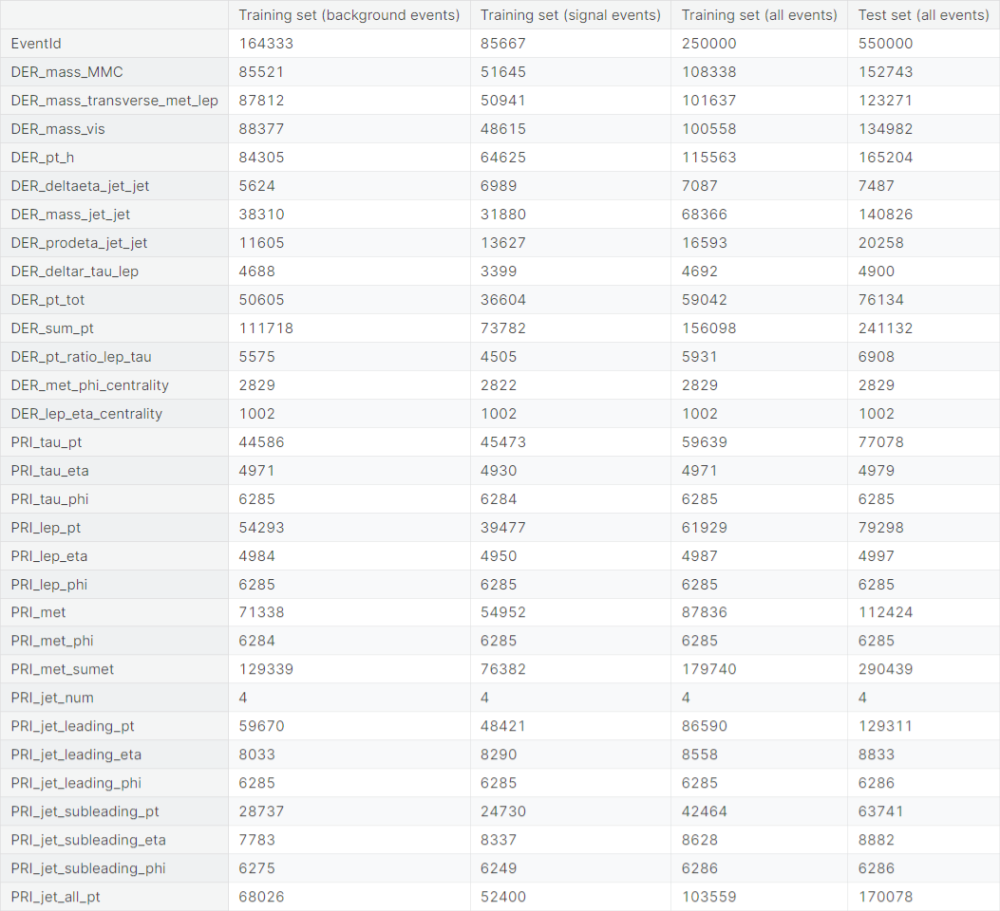 Training set (background events) Training set (signal events) Training set (all events) Test set (all events)
EventId 164333 85667 250000 550000
DER_mass_MMC 85521 51645 108338 152743
DER_mass_transverse_met_lep 87812 50941 101637 123271
DER_mass_vis 88377 48615 100558 134982
DER_pt_h 84305 64625 115563 165204
DER_deltaeta_jet_jet 5624 6989 7087 7487
DER_mass_jet_jet 38310 31880 68366 140826
DER_prodeta_jet_jet 11605 13627 16593 20258
DER_deltar_tau_lep 4688 3399 4692 4900
DER_pt_tot 50605 36604 59042 76134
DER_sum_pt 111718 73782 156098 241132
DER_pt_ratio_lep_tau 5575 4505 5931 6908
DER_met_phi_centrality 2829 2822 2829 2829
DER_lep_eta_centrality 1002 1002 1002 1002
PRI_tau_pt 44586 45473 59639 77078
PRI_tau_eta 4971 4930 4971 4979
PRI_tau_phi 6285 6284 6285 6285
PRI_lep_pt 54293 39477 61929 79298
PRI_lep_eta 4984 4950 4987 4997
PRI_lep_phi 6285 6285 6285 6285
PRI_met 71338 54952 87836 112424
PRI_met_phi 6284 6285 6285 6285
PRI_met_sumet 129339 76382 179740 290439
PRI_jet_num 4 4 4 4
PRI_jet_leading_pt 59670 48421 86590 129311
PRI_jet_leading_eta 8033 8290 8558 8833
PRI_jet_leading_phi 6285 6285 6285 6286
PRI_jet_subleading_pt 28737 24730 42464 63741
PRI_jet_subleading_eta 7783 8337 8628 8882
PRI_jet_subleading_phi 6275 6249 6286 6286
PRI_jet_all_pt 68026 52400 103559 170078